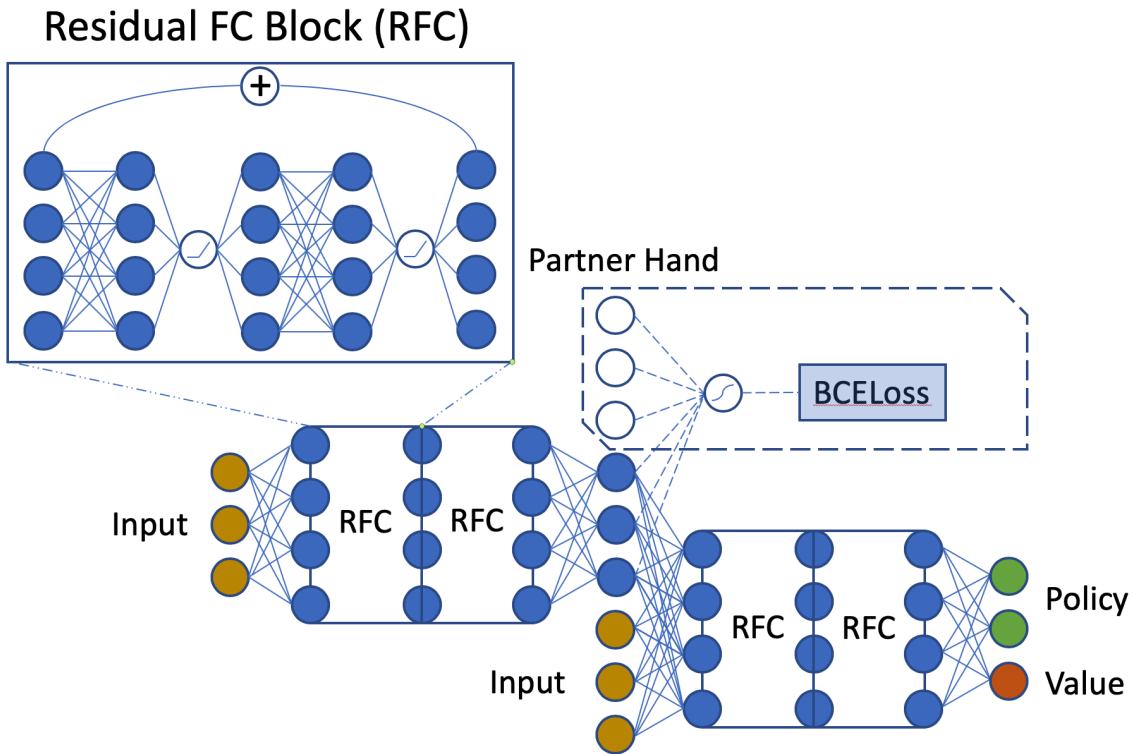 Residual FC Block (RFC)
+
Partner Hand
BCELoss
Input
RFC
RFC
Input
RFC
RFC
Policy
Value